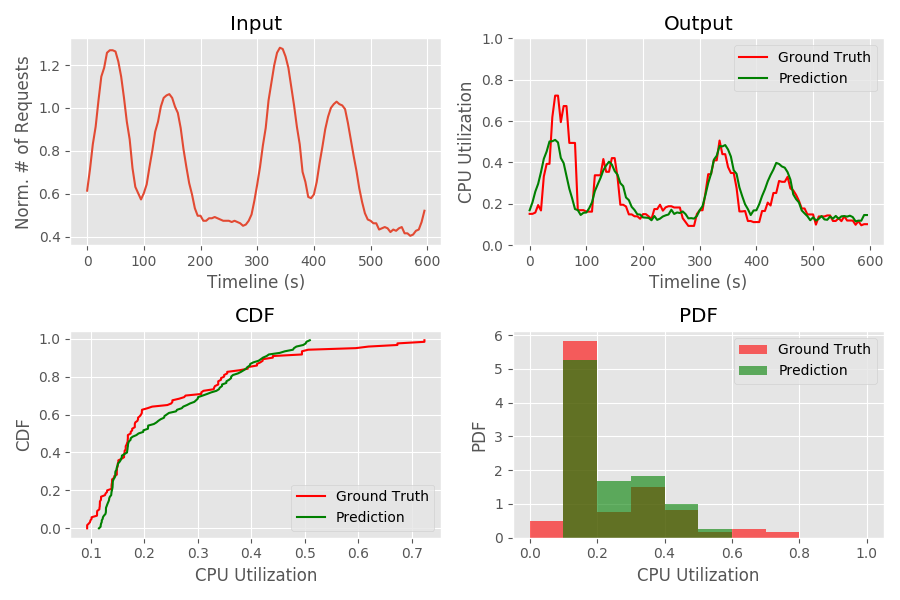 Input
Norm. # of Requests
1.2
1.0
0.8
0.6
0.4
0 100 200 300 400 500 600
Timeline (s)
Output
CPU Utilization
1.0
0.8
0.6
0.4
0.2
0.0
Ground Truth
Prediction
0 100 200 300 400 500 600
Timeline (s)
CDF
CDF
1.0
0.8
0.6
0.4
0.2
0.0
Ground Truth
Prediction
0.1 0.2 0.3 0.4 0.5 0.6 0.7
CPU Utilization
PDF
PDF
6
5
4
3
2
1
0
Ground Truth
Prediction
0.0 0.2 0.4 0.6 0.8 1.0
CPU Utilization